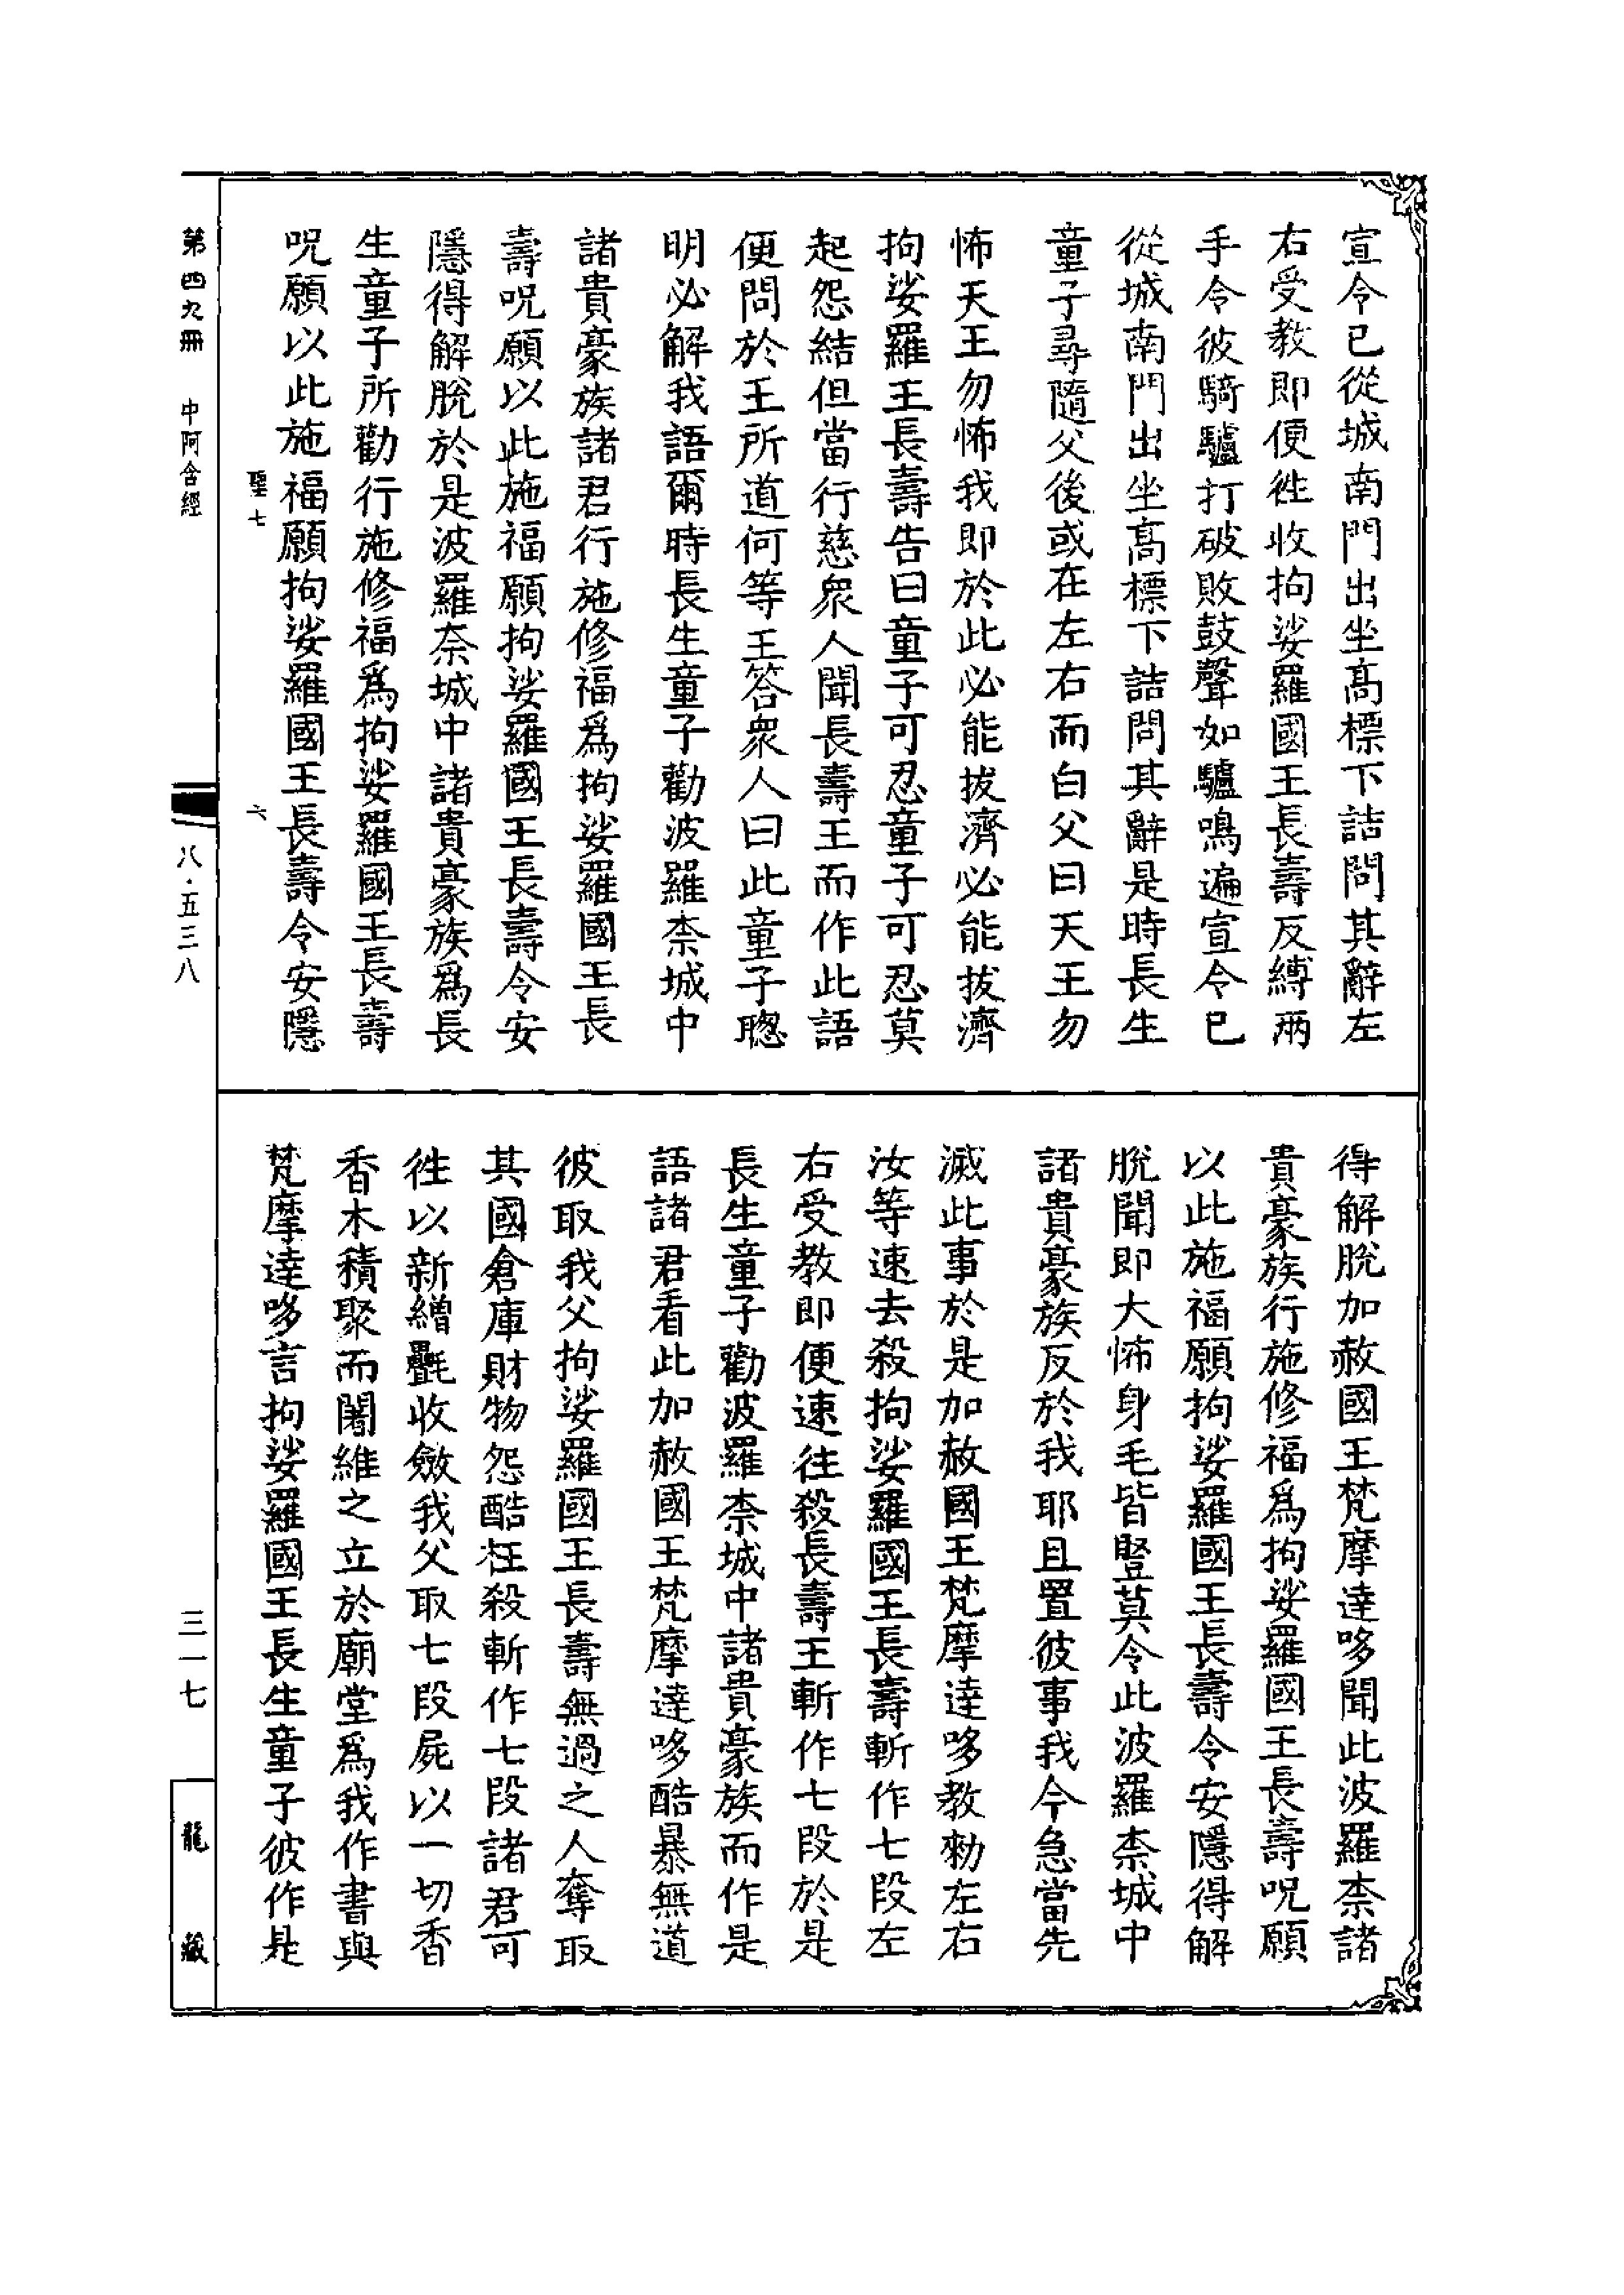 宣令已從城南門出坐高標下詰問其辭左
右受教即便徃收拘娑羅國王長壽反縛兩
手令彼騎驢打破敗鼓聲如驢鳴遍宣令已
從城南門出坐高標下詰問其辭是時長生
童子尋隨父後或在左右而白父曰天王勿
怖天王勿怖我即於此必能拔濟必能拔濟
拘娑羅王長壽告曰童子可忍童子可忍莫
起怨結但當行慈衆人聞長壽王而作此語
便問於王所道何等王答衆人曰此童子聰
明必解我語爾時長生童子勸波羅柰城中
諸貴豪族諸君行施修福爲拘娑羅國王長
壽呪願以此施福願拘娑羅國王長壽令安
隱得解脫於是波羅奈城中諸貴豪族爲長
生童子所勸行施修福爲拘娑羅國王長壽
呪願以此施福願拘娑羅國王長壽令安隱
聖七
六
得解脫加赦國王梵摩達哆聞此波羅柰諸
貴豪族行施修福爲拘娑羅國王長壽呪願
以此施福願拘娑羅國王長壽令安隱得解
脫聞即大怖身毛皆豎莫令此波羅柰城中
諸貴豪族反於我耶且置彼事我今急當先
滅此事於是加赦國王梵摩達哆教勑左右
汝等速去殺拘娑羅國王長壽斬作七段左
右受教即便速往殺長壽王斬作七段於是
長生童子勸波羅柰城中諸貴豪族而作是
語諸君看此加赦國王梵摩達哆酷暴無道
彼取我父拘娑羅國王長壽無過之人奪取
其國倉庫財物怨酷枉殺斬作七段諸君可
徃以新繒氎收斂我父取七段屍以一切香
香木積聚而闍維之立於廟堂爲我作書與
梵摩達哆言拘娑羅國王長生童子彼作是
第四九冊 中阿含經
八·五三八
三一七
龍藏